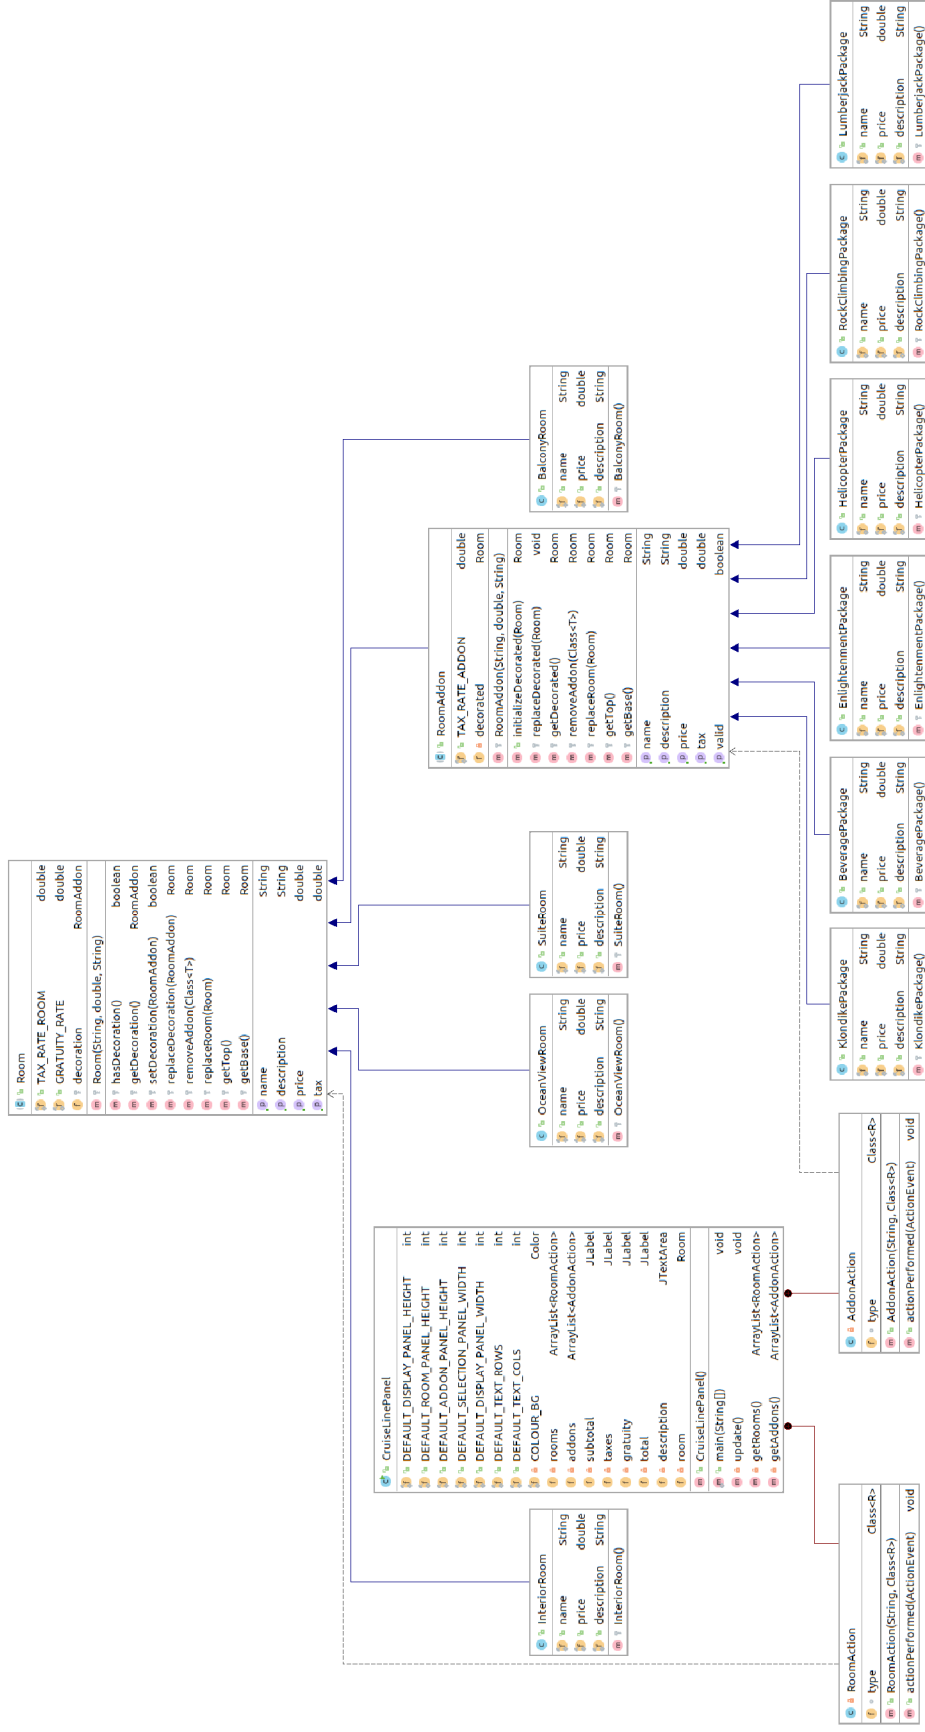 Room
TAX_RATE_ROOM double
GRATUITY_RATE double
decoration RoomAddon
Room(String, double, String)
hasDecoration() boolean
getDecoration() RoomAddon
setDecoration(RoomAddon) boolean
replaceDecoration(RoomAddon) Room
removeAddon(Class<T>) Room
replaceRoom(Room) Room
getTop() Room
getBase() Room
name String
description String
price double
tax double
InteriorRoom
name String
price double
description String
InteriorRoom()
CruiseLinePanel
DEFAULT_DISPLAY_PANEL_HEIGHT int
DEFAULT_ROOM_PANEL_HEIGHT int
DEFAULT_ADDON_PANEL_HEIGHT int
DEFAULT_SELECTION_PANEL_WIDTH int
DEFAULT_DISPLAY_PANEL_WIDTH int
DEFAULT_TEXT_ROWS int
DEFAULT_TEXT_COLS int
COLOUR_BG Color
rooms ArrayList<RoomAction>
addons ArrayList<AddonAction>
subtotal JLabel
taxes JLabel
gratuity JLabel
total JLabel
description JTextArea
room Room
CruiseLinePanel()
main(String[]) void
update() void
getRooms() ArrayList<RoomAction>
getAddons() ArrayList<AddonAction>
OceanViewRoom
name String
price double
description String
OceanViewRoom()
SuiteRoom
name String
price double
description String
SuiteRoom()
RoomAddon
TAX_RATE_ADDON double
decorated Room
RoomAddon(String, double, String)
initializeDecorated(Room) Room
replaceDecorated(Room) void
getDecorated() Room
removeAddon(Class<T>) Room
replaceRoom(Room) Room
getTop() Room
getBase() Room
name String
description String
price double
tax double
valid boolean
BalconyRoom
name String
price double
description String
BalconyRoom()
RoomAction
type Class<R>
RoomAction(String, Class<R>)
actionPerformed(ActionEvent) void
AddonAction
type Class<R>
AddonAction(String, Class<R>)
actionPerformed(ActionEvent) void
KlondikePackage
name String
price double
description String
KlondikePackage()
BeveragePackage
name String
price double
description String
BeveragePackage()
EnlightenmentPackage
name String
price double
description String
EnlightenmentPackage()
HelicopterPackage
name String
price double
description String
HelicopterPackage()
RockClimbingPackage
name String
price double
description String
RockClimbingPackage()
LumberjackPackage
name String
price double
description String
LumberjackPackage()